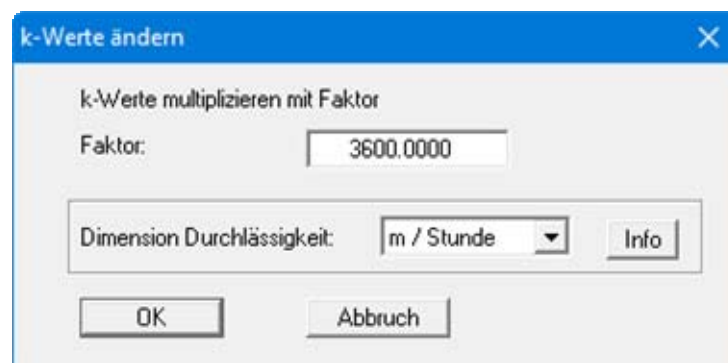 k-Werte ändern
k-Werte multiplizieren mit Faktor
Faktor: 3600.0000
Dimension Durchlässigkeit: m / Stunde Info
OK Abbruch